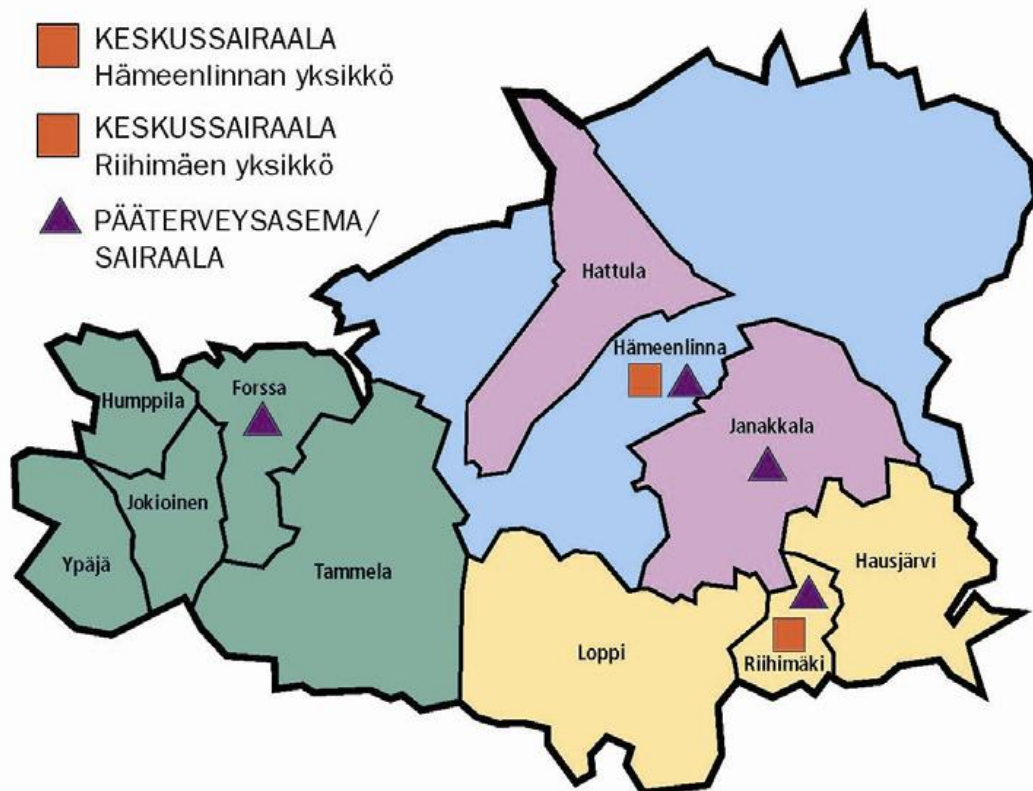 KESKUSSAIRAALA
Hämeenlinnan yksikkö
KESKUSSAIRAALA
Riihimäen yksikkö
PÄÄTERVEYSASEMA/
SAIRAALA
Hattula
Hämeenlinna
Humppila
Forssa
Janakkala
Jokioinen
Ypäjä
Tammela
Hausjärvi
Loppi
Riihimäki